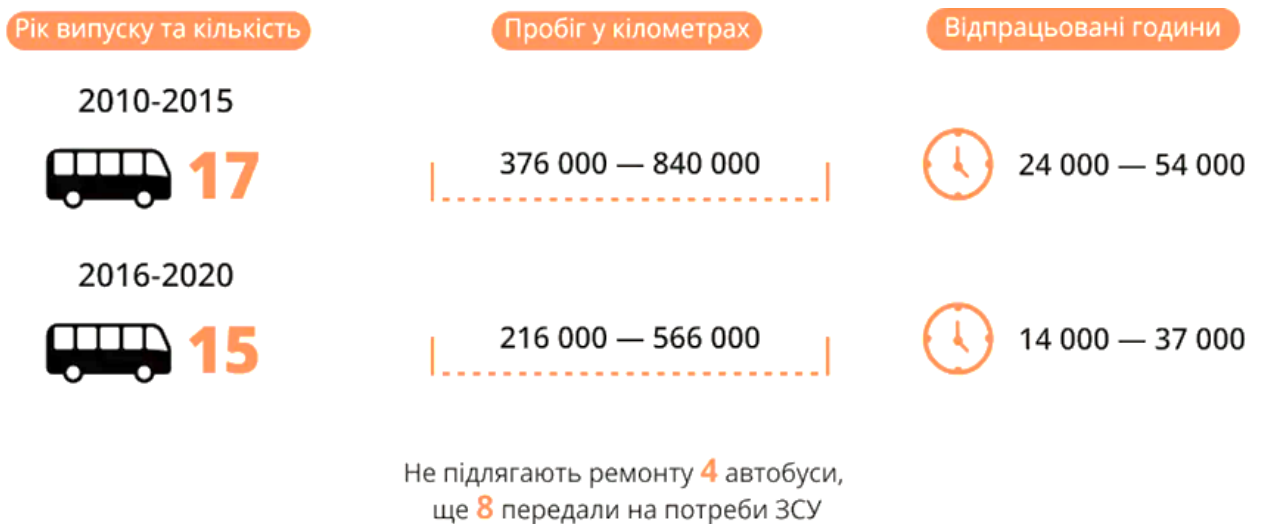 Рік випуску та кількість
Пробіг у кілометрах
Відпрацьовані години
2010-2015
17
376 000 — 840 000
24 000 — 54 000
2016-2020
15
216 000 — 566 000
14 000 — 37 000
Не підлягають ремонту 4 автобуси,
ще 8 передали на потреби ЗСУ